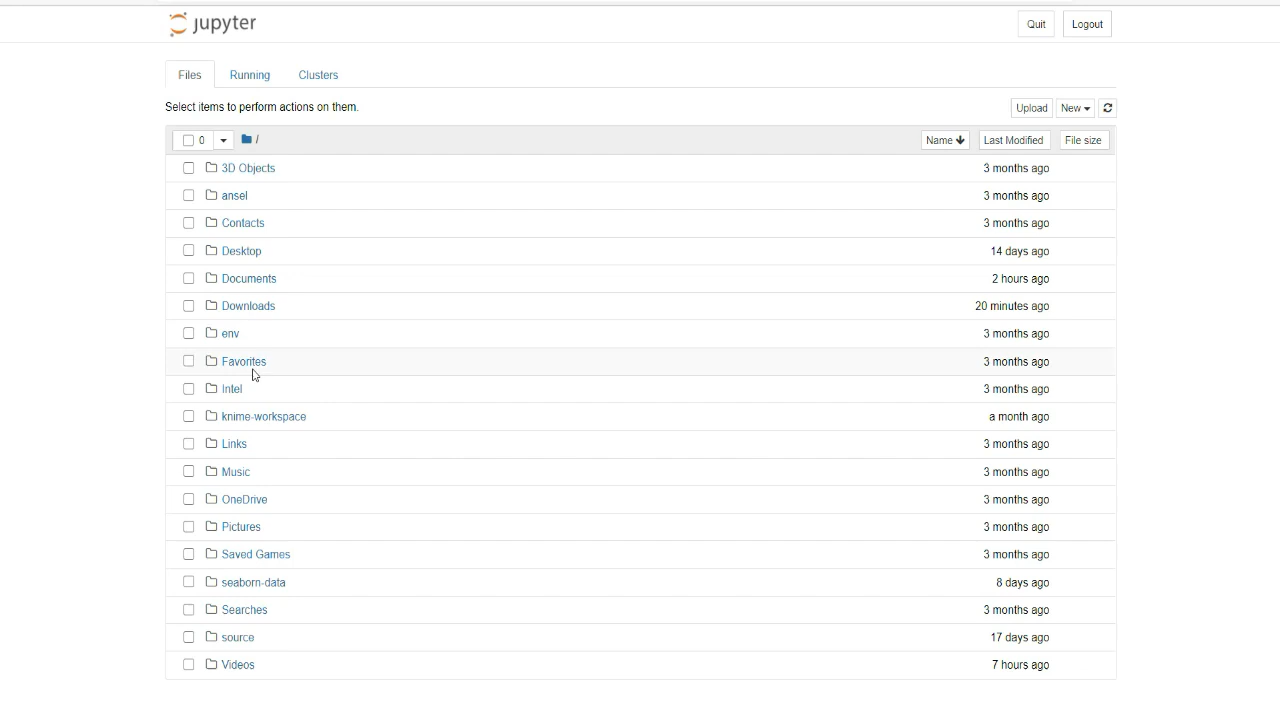 jupyter
Quit Logout
Files Running Clusters
Select items to perform actions on them.
Upload New
0 / Name Last Modified File size
3D Objects 3 months ago
ansel 3 months ago
Contacts 3 months ago
Desktop 14 days ago
Documents 2 hours ago
Downloads 20 minutes ago
env 3 months ago
Favorites 3 months ago
Intel 3 months ago
knime-workspace a month ago
Links 3 months ago
Music 3 months ago
OneDrive 3 months ago
Pictures 3 months ago
Saved Games 3 months ago
seaborn-data 8 days ago
Searches 3 months ago
source 17 days ago
Videos 7 hours ago